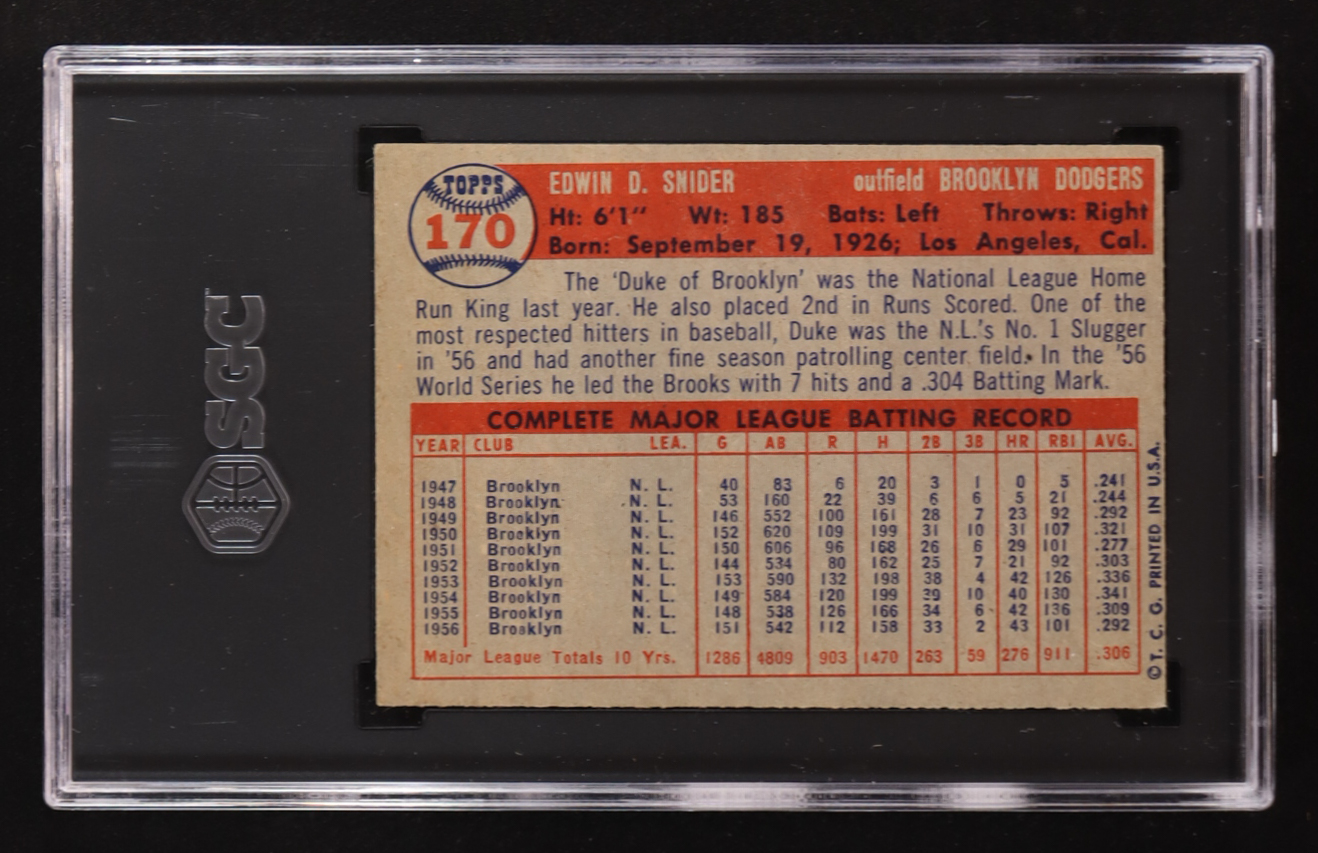 SGC
TOPPS
170
EDWIN D. SNIDER outfield BROOKLYN DODGERS
Ht: 6'1" Wt: 185 Bats: Left Throws: Right
Born: September 19, 1926; Los Angeles, Cal.
The 'Duke of Brooklyn' was the National League Home
Run King last year. He also placed 2nd in Runs Scored. One of the
most respected hitters in baseball, Duke was the N.L.'s No. 1 Slugger
in '56 and had another fine season patrolling center field. In the '56
World Series he led the Brooks with 7 hits and a .304 Batting Mark.
COMPLETE MAJOR LEAGUE BATTING RECORD
YEAR CLUB LEA. G AB R H 2B 3B HR RBI AVG.
1947 Brooklyn N. L. 40 83 6 20 3 1 0 5 .241
1948 Brooklyn N. L. 53 160 22 39 6 6 5 21 .244
1949 Brooklyn N. L. 146 552 100 161 28 7 23 92 .292
1950 Brooklyn N. L. 152 620 109 199 31 10 31 107 .321
1951 Brooklyn N. L. 150 606 96 168 26 6 29 101 .277
1952 Brooklyn N. L. 144 534 80 162 25 7 21 92 .303
1953 Brooklyn N. L. 153 590 132 198 38 4 42 126 .336
1954 Brooklyn N. L. 149 584 120 199 39 10 40 130 .341
1955 Brooklyn N. L. 148 538 126 166 34 6 42 136 .309
1956 Brooklyn N. L. 151 542 112 158 33 2 43 101 .292
Major League Totals 10 Yrs. 1286 4809 903 1470 263 59 276 911 .306
© T. C. G. PRINTED IN U.S.A.